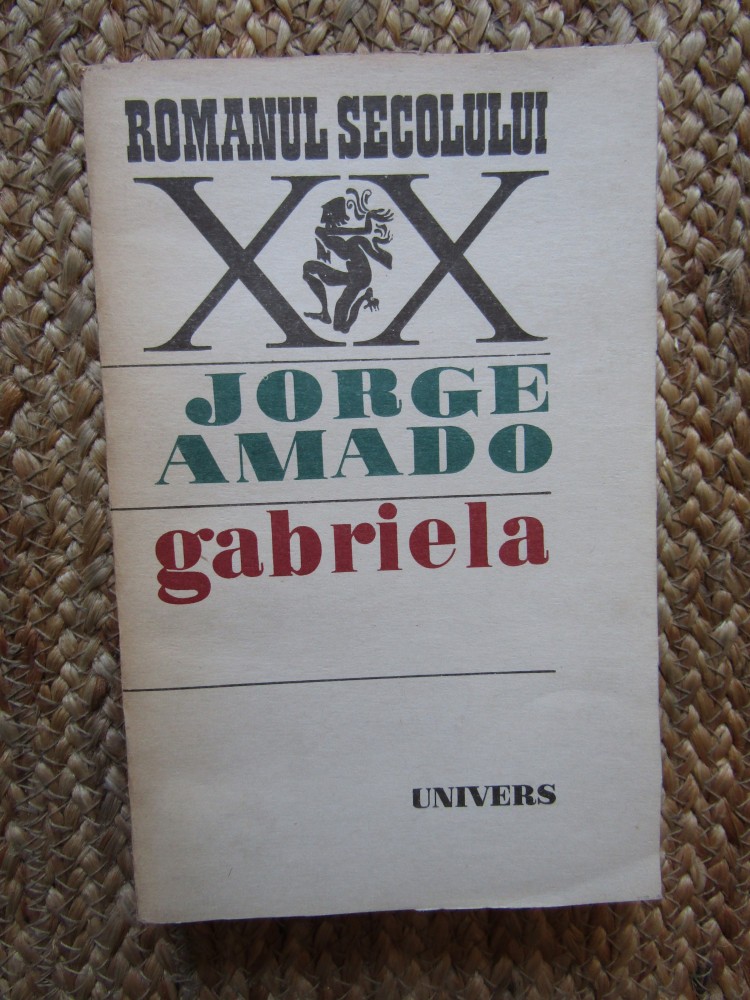 ROMANUL SECOLULUI
XX
JORGE
AMADO
gabriela
UNIVERS